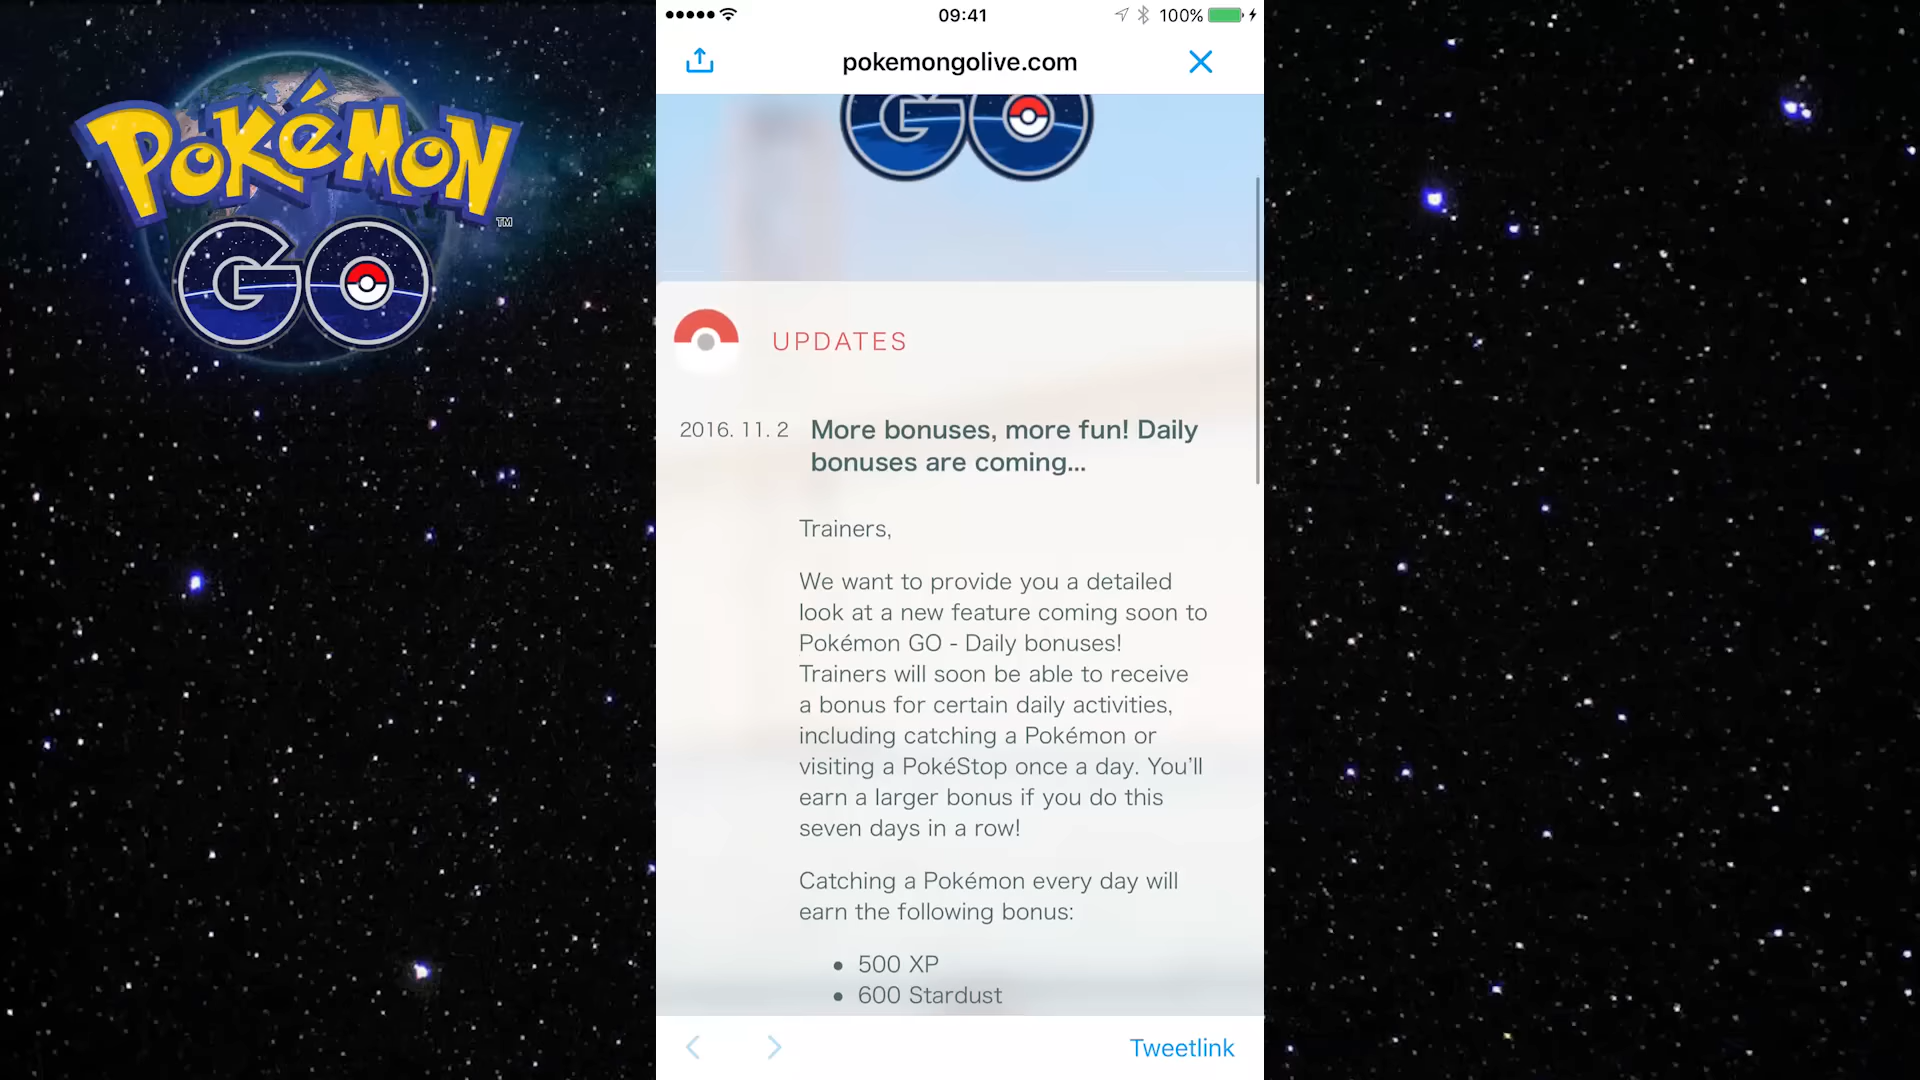 POKéMON
TM
GO
09:41
100%
pokemongolive.com
GO
UPDATES
2016. 11. 2
More bonuses, more fun! Daily
bonuses are coming...
Trainers,
We want to provide you a detailed
look at a new feature coming soon to
Pokémon GO - Daily bonuses!
Trainers will soon be able to receive
a bonus for certain daily activities,
including catching a Pokémon or
visiting a PokéStop once a day. You’ll
earn a larger bonus if you do this
seven days in a row!
Catching a Pokémon every day will
earn the following bonus:
• 500 XP
• 600 Stardust
Tweetlink